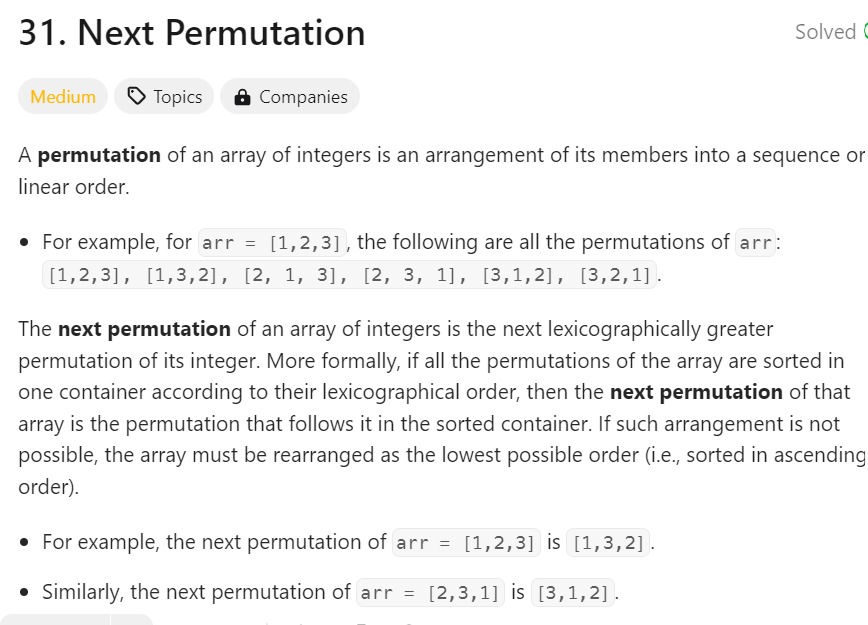 31. Next Permutation
Solved
Medium Topics Companies
A permutation of an array of integers is an arrangement of its members into a sequence or
linear order.
• For example, for arr = [1,2,3], the following are all the permutations of arr:
[1,2,3], [1,3,2], [2, 1, 3], [2, 3, 1], [3,1,2], [3,2,1].
The next permutation of an array of integers is the next lexicographically greater
permutation of its integer. More formally, if all the permutations of the array are sorted in
one container according to their lexicographical order, then the next permutation of that
array is the permutation that follows it in the sorted container. If such arrangement is not
possible, the array must be rearranged as the lowest possible order (i.e., sorted in ascending
order).
• For example, the next permutation of arr = [1,2,3] is [1,3,2].
• Similarly, the next permutation of arr = [2,3,1] is [3,1,2].